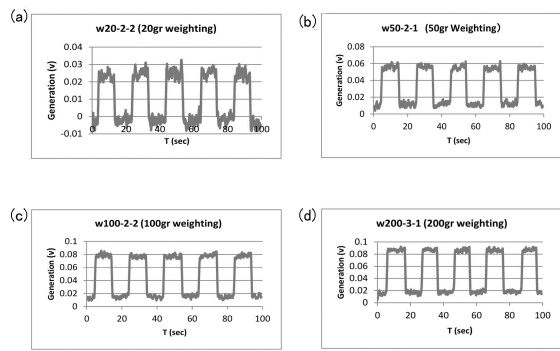 (a)
w20-2-2 (20gr weighting)
Generation (v)
0.04
0.03
0.02
0.01
0
-0.01
0 20 40 60 80 100
T (sec)
(b)
w50-2-1 (50gr Weighting)
Generation (v)
0.08
0.06
0.04
0.02
0
0 20 40 60 80 100
T (sec)
(c)
w100-2-2 (100gr weighting)
Generation (v)
0.1
0.08
0.06
0.04
0.02
0
0 20 40 60 80 100
T (sec)
(d)
w200-3-1 (200gr weighting)
Generation (v)
0.1
0.08
0.06
0.04
0.02
0
0 20 40 60 80 100
T (sec)